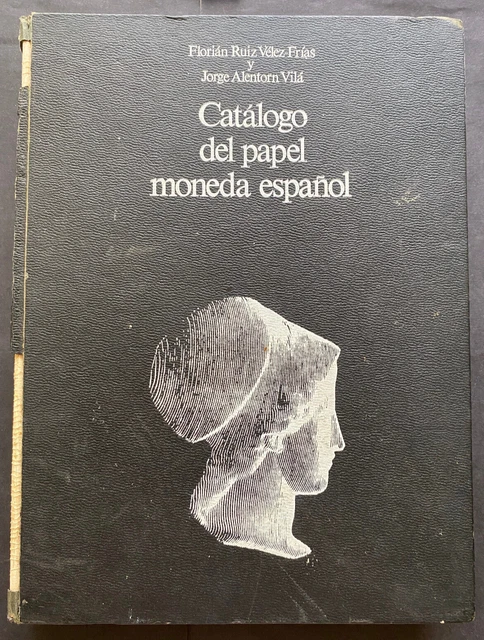 Florián Ruiz Vélez-Frías
y
Jorge Alentorn Vilá
Catálogo
del papel
moneda español